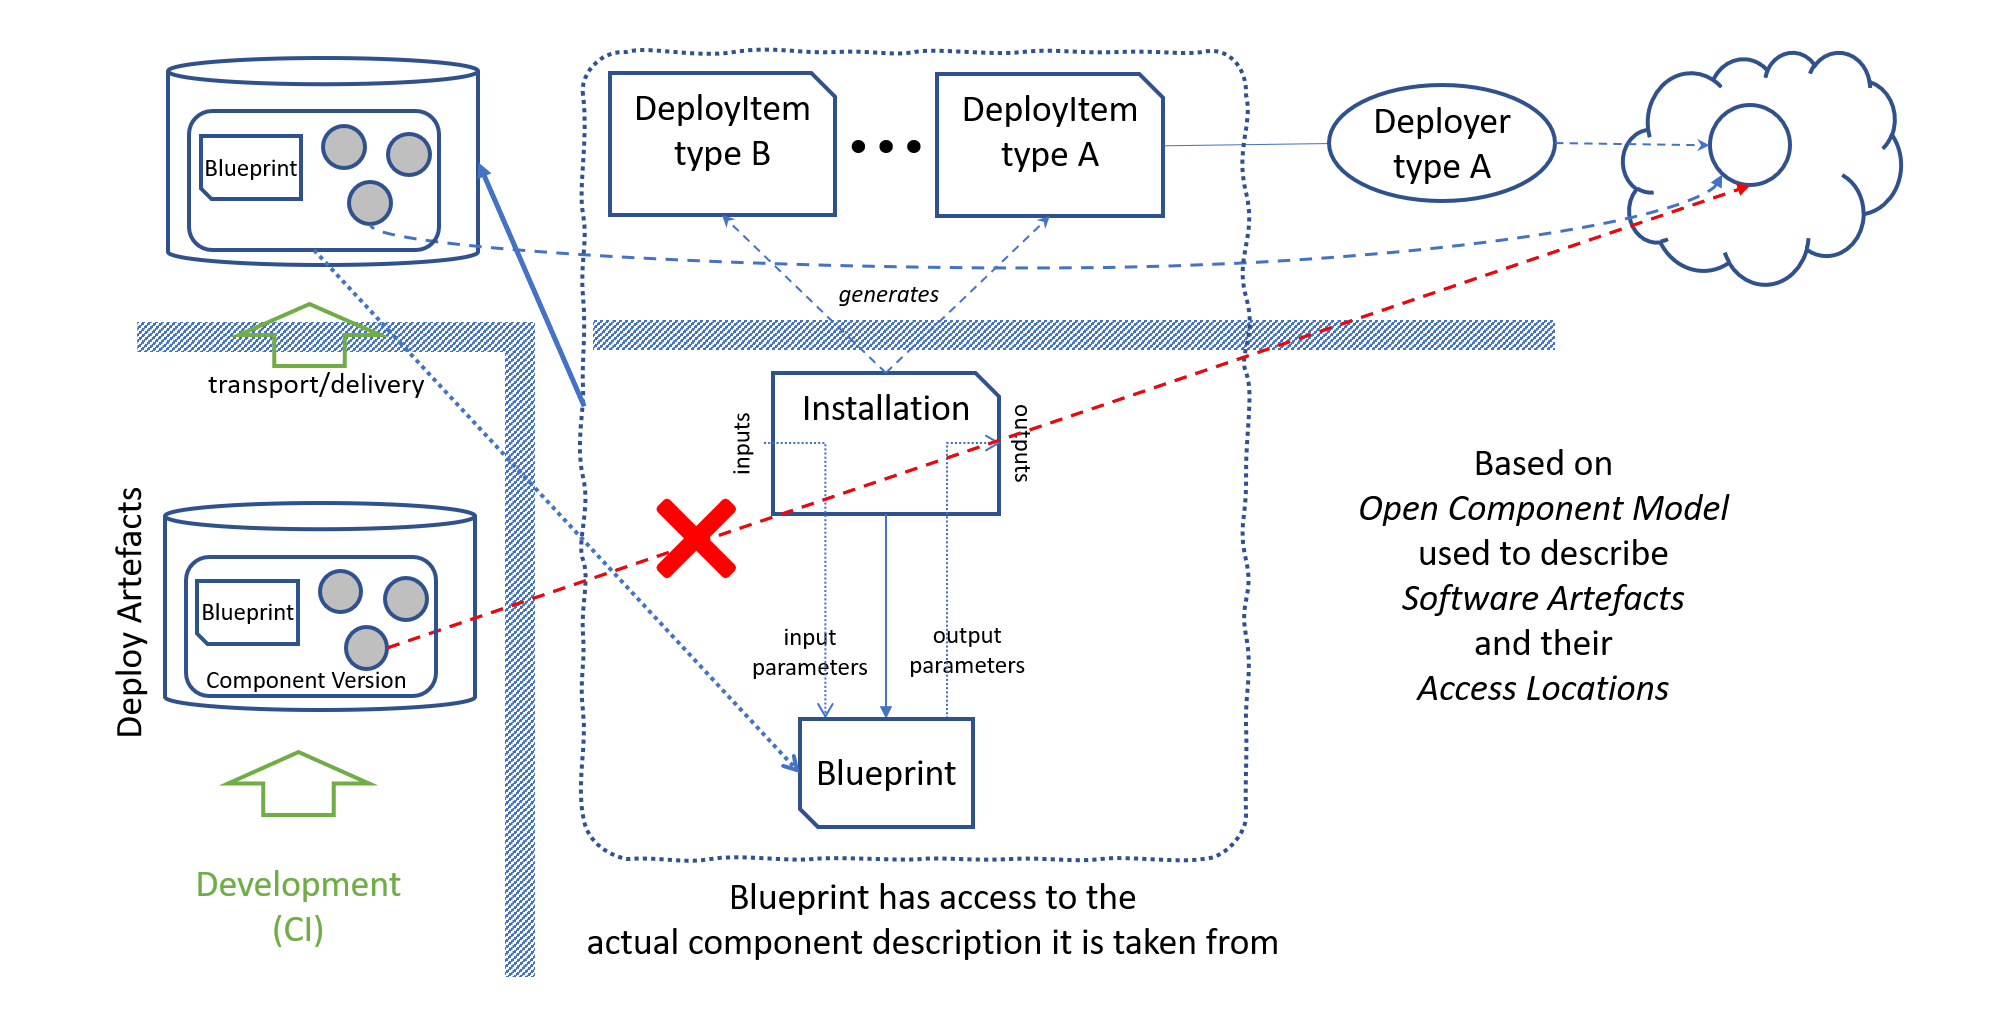 Blueprint
DeployItem
type B
DeployItem
type A
Deployer
type A
generates
transport/delivery
Installation
inputs
outputs
Deploy Artefacts
Blueprint
Component Version
input
parameters
output
parameters
Blueprint
Based on
Open Component Model
used to describe
Software Artefacts
and their
Access Locations
Development
(CI)
Blueprint has access to the
actual component description it is taken from